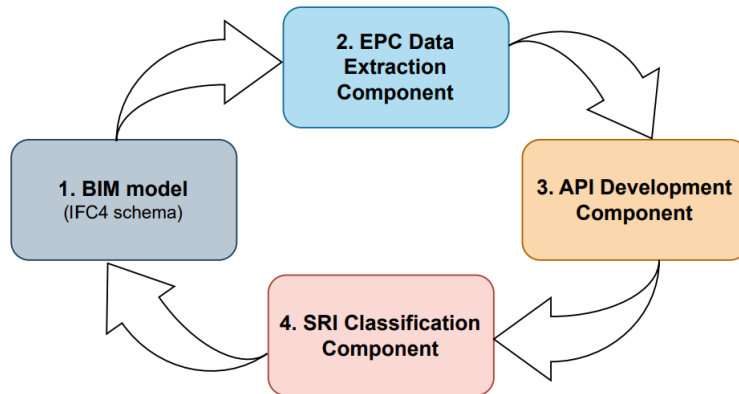 1. BIM model
(IFC4 schema)
2. EPC Data
Extraction
Component
3. API Development
Component
4. SRI Classification
Component